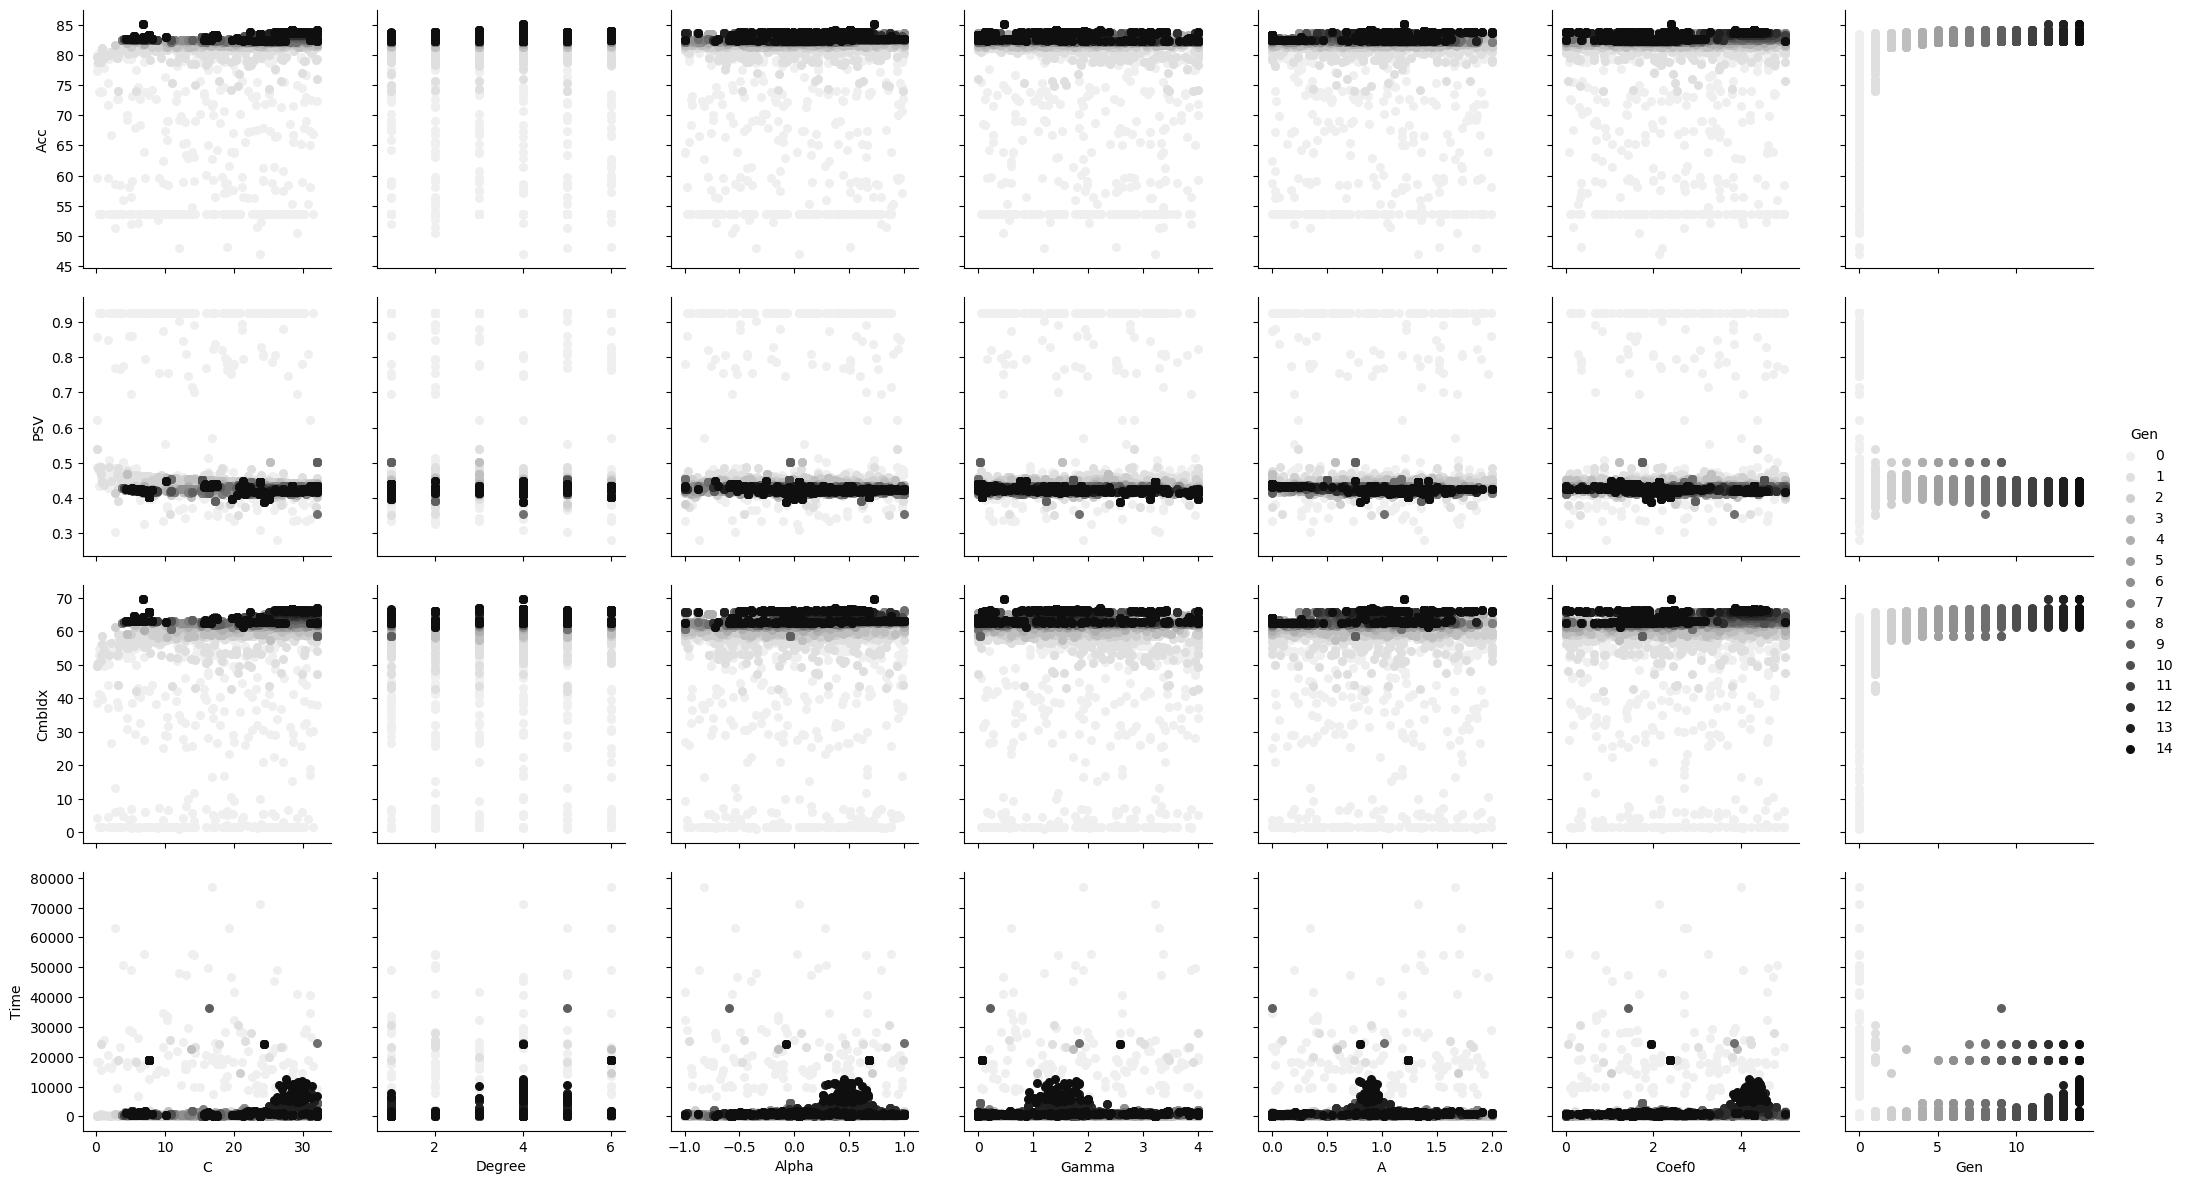 85
80
75
70
65
60
55
50
45
Acc
0.9
0.8
0.7
0.6
0.5
0.4
0.3
PSV
70
60
50
40
30
20
10
0
CmbIdx
80000
70000
60000
50000
40000
30000
20000
10000
0
Time
0 10 20 30
C
2 4 6
Degree
−1.0 −0.5 0.0 0.5 1.0
Alpha
0 1 2 3 4
Gamma
0.0 0.5 1.0 1.5 2.0
A
0 2 4
Coef0
0 5 10
Gen
Gen
0
1
2
3
4
5
6
7
8
9
10
11
12
13
14